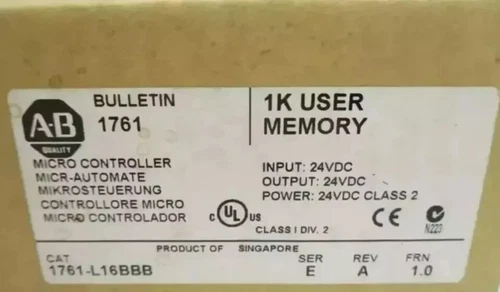 A-B
QUALITY
BULLETIN
1761
1K USER
MEMORY
MICRO CONTROLLER
MICR-AUTOMATE
MIKROSTEUERUNG
CONTROLLORE MICRO
MICRO CONTROLADOR
INPUT: 24VDC
OUTPUT: 24VDC
POWER: 24VDC CLASS 2
C UL US
CLASS I DIV. 2
CE
N223
PRODUCT OF SINGAPORE
CAT SER REV FRN
1761-L16BBB E A 1.0